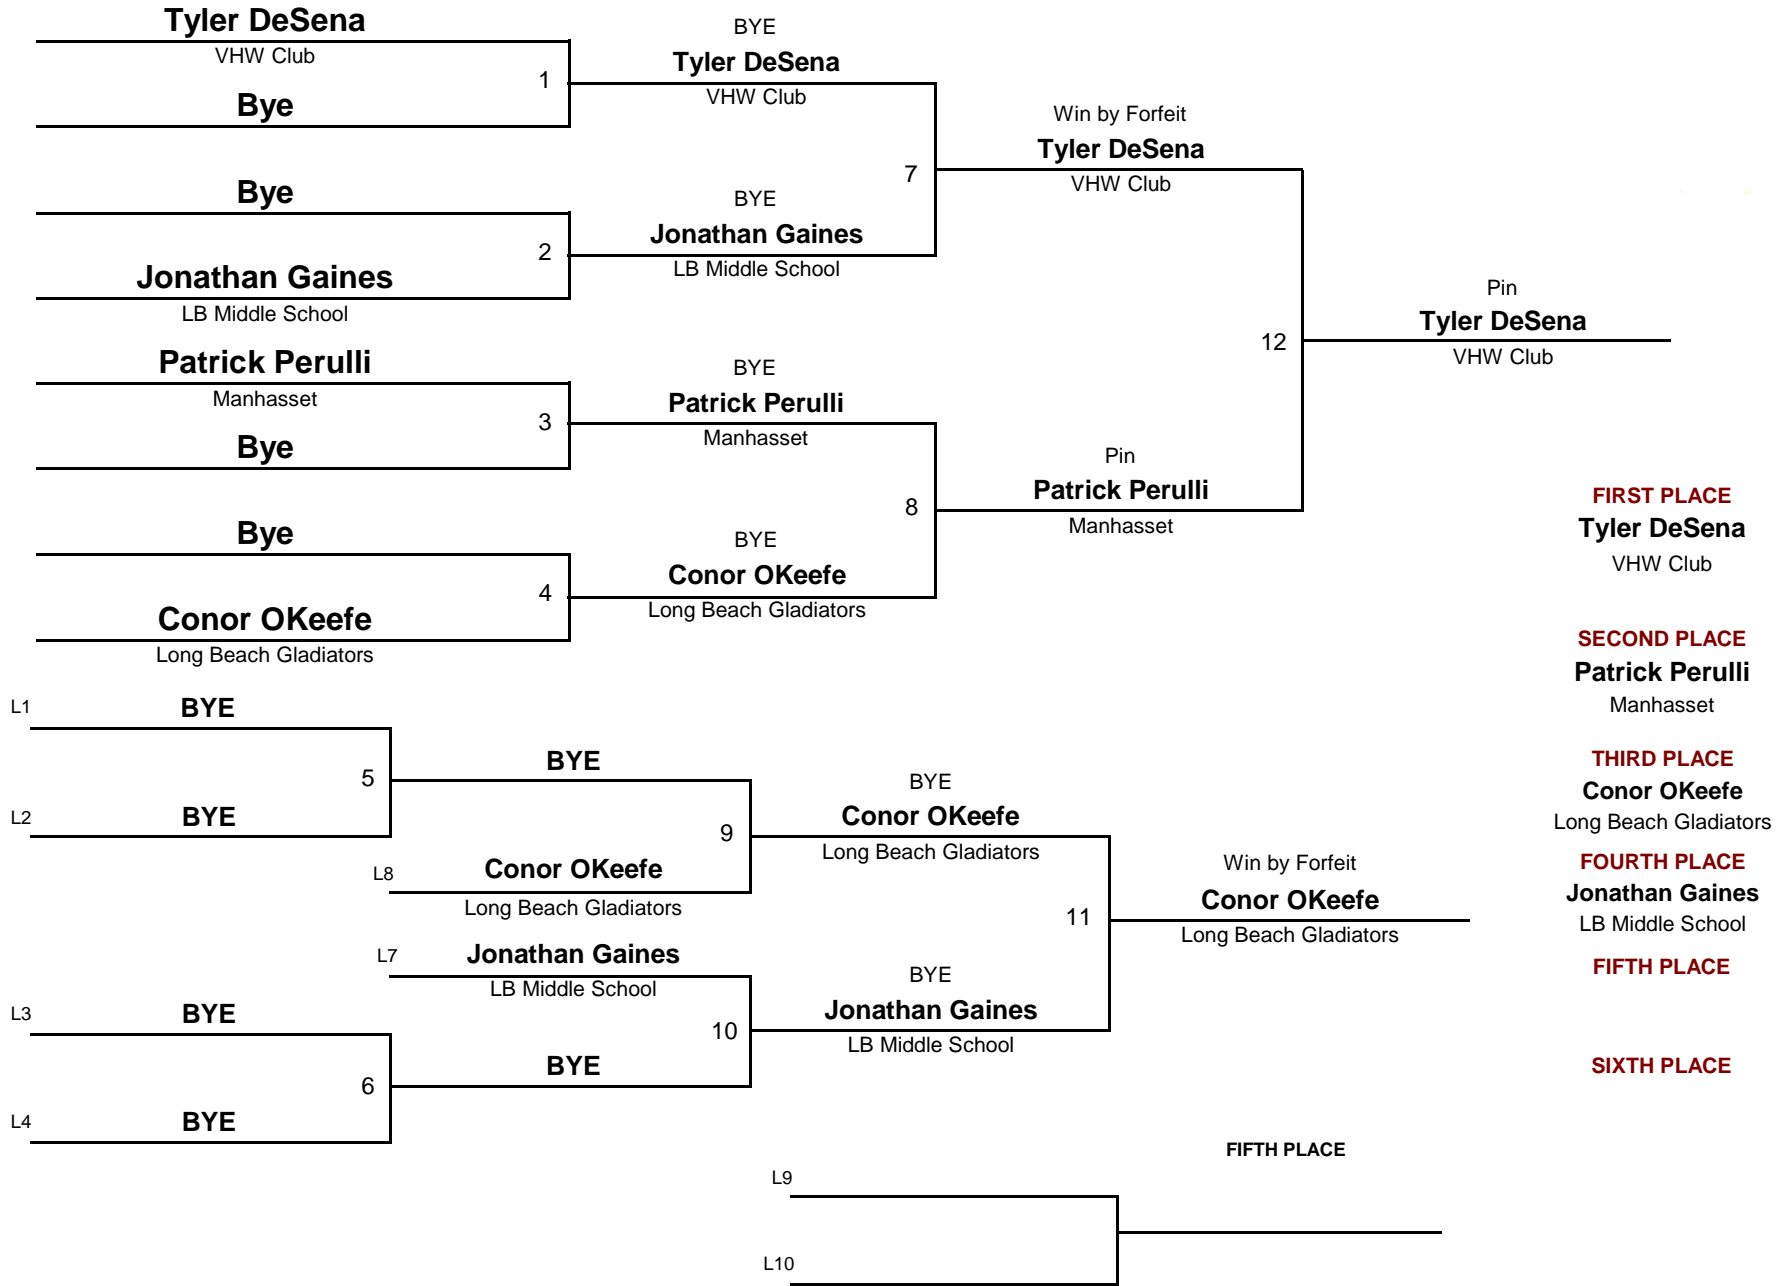 Tyler DeSena
VHW Club
1
Bye
Bye
2
Jonathan Gaines
LB Middle School
Patrick Perulli
Manhasset
3
Bye
Bye
4
Conor OKeefe
Long Beach Gladiators
BYE
Tyler DeSena
VHW Club
7
BYE
Jonathan Gaines
LB Middle School
BYE
Patrick Perulli
Manhasset
8
BYE
Conor OKeefe
Long Beach Gladiators
Win by Forfeit
Tyler DeSena
VHW Club
12
Pin
Patrick Perulli
Manhasset
Pin
Tyler DeSena
VHW Club
L1
BYE
5
L2
BYE
BYE
9
L8
Conor OKeefe
Long Beach Gladiators
L7
Jonathan Gaines
LB Middle School
10
L3
BYE
6
BYE
L4
BYE
BYE
Conor OKeefe
Long Beach Gladiators
11
BYE
Jonathan Gaines
LB Middle School
Win by Forfeit
Conor OKeefe
Long Beach Gladiators
FIFTH PLACE
L9
L10
FIRST PLACE
Tyler DeSena
VHW Club
SECOND PLACE
Patrick Perulli
Manhasset
THIRD PLACE
Conor OKeefe
Long Beach Gladiators
FOURTH PLACE
Jonathan Gaines
LB Middle School
FIFTH PLACE
SIXTH PLACE